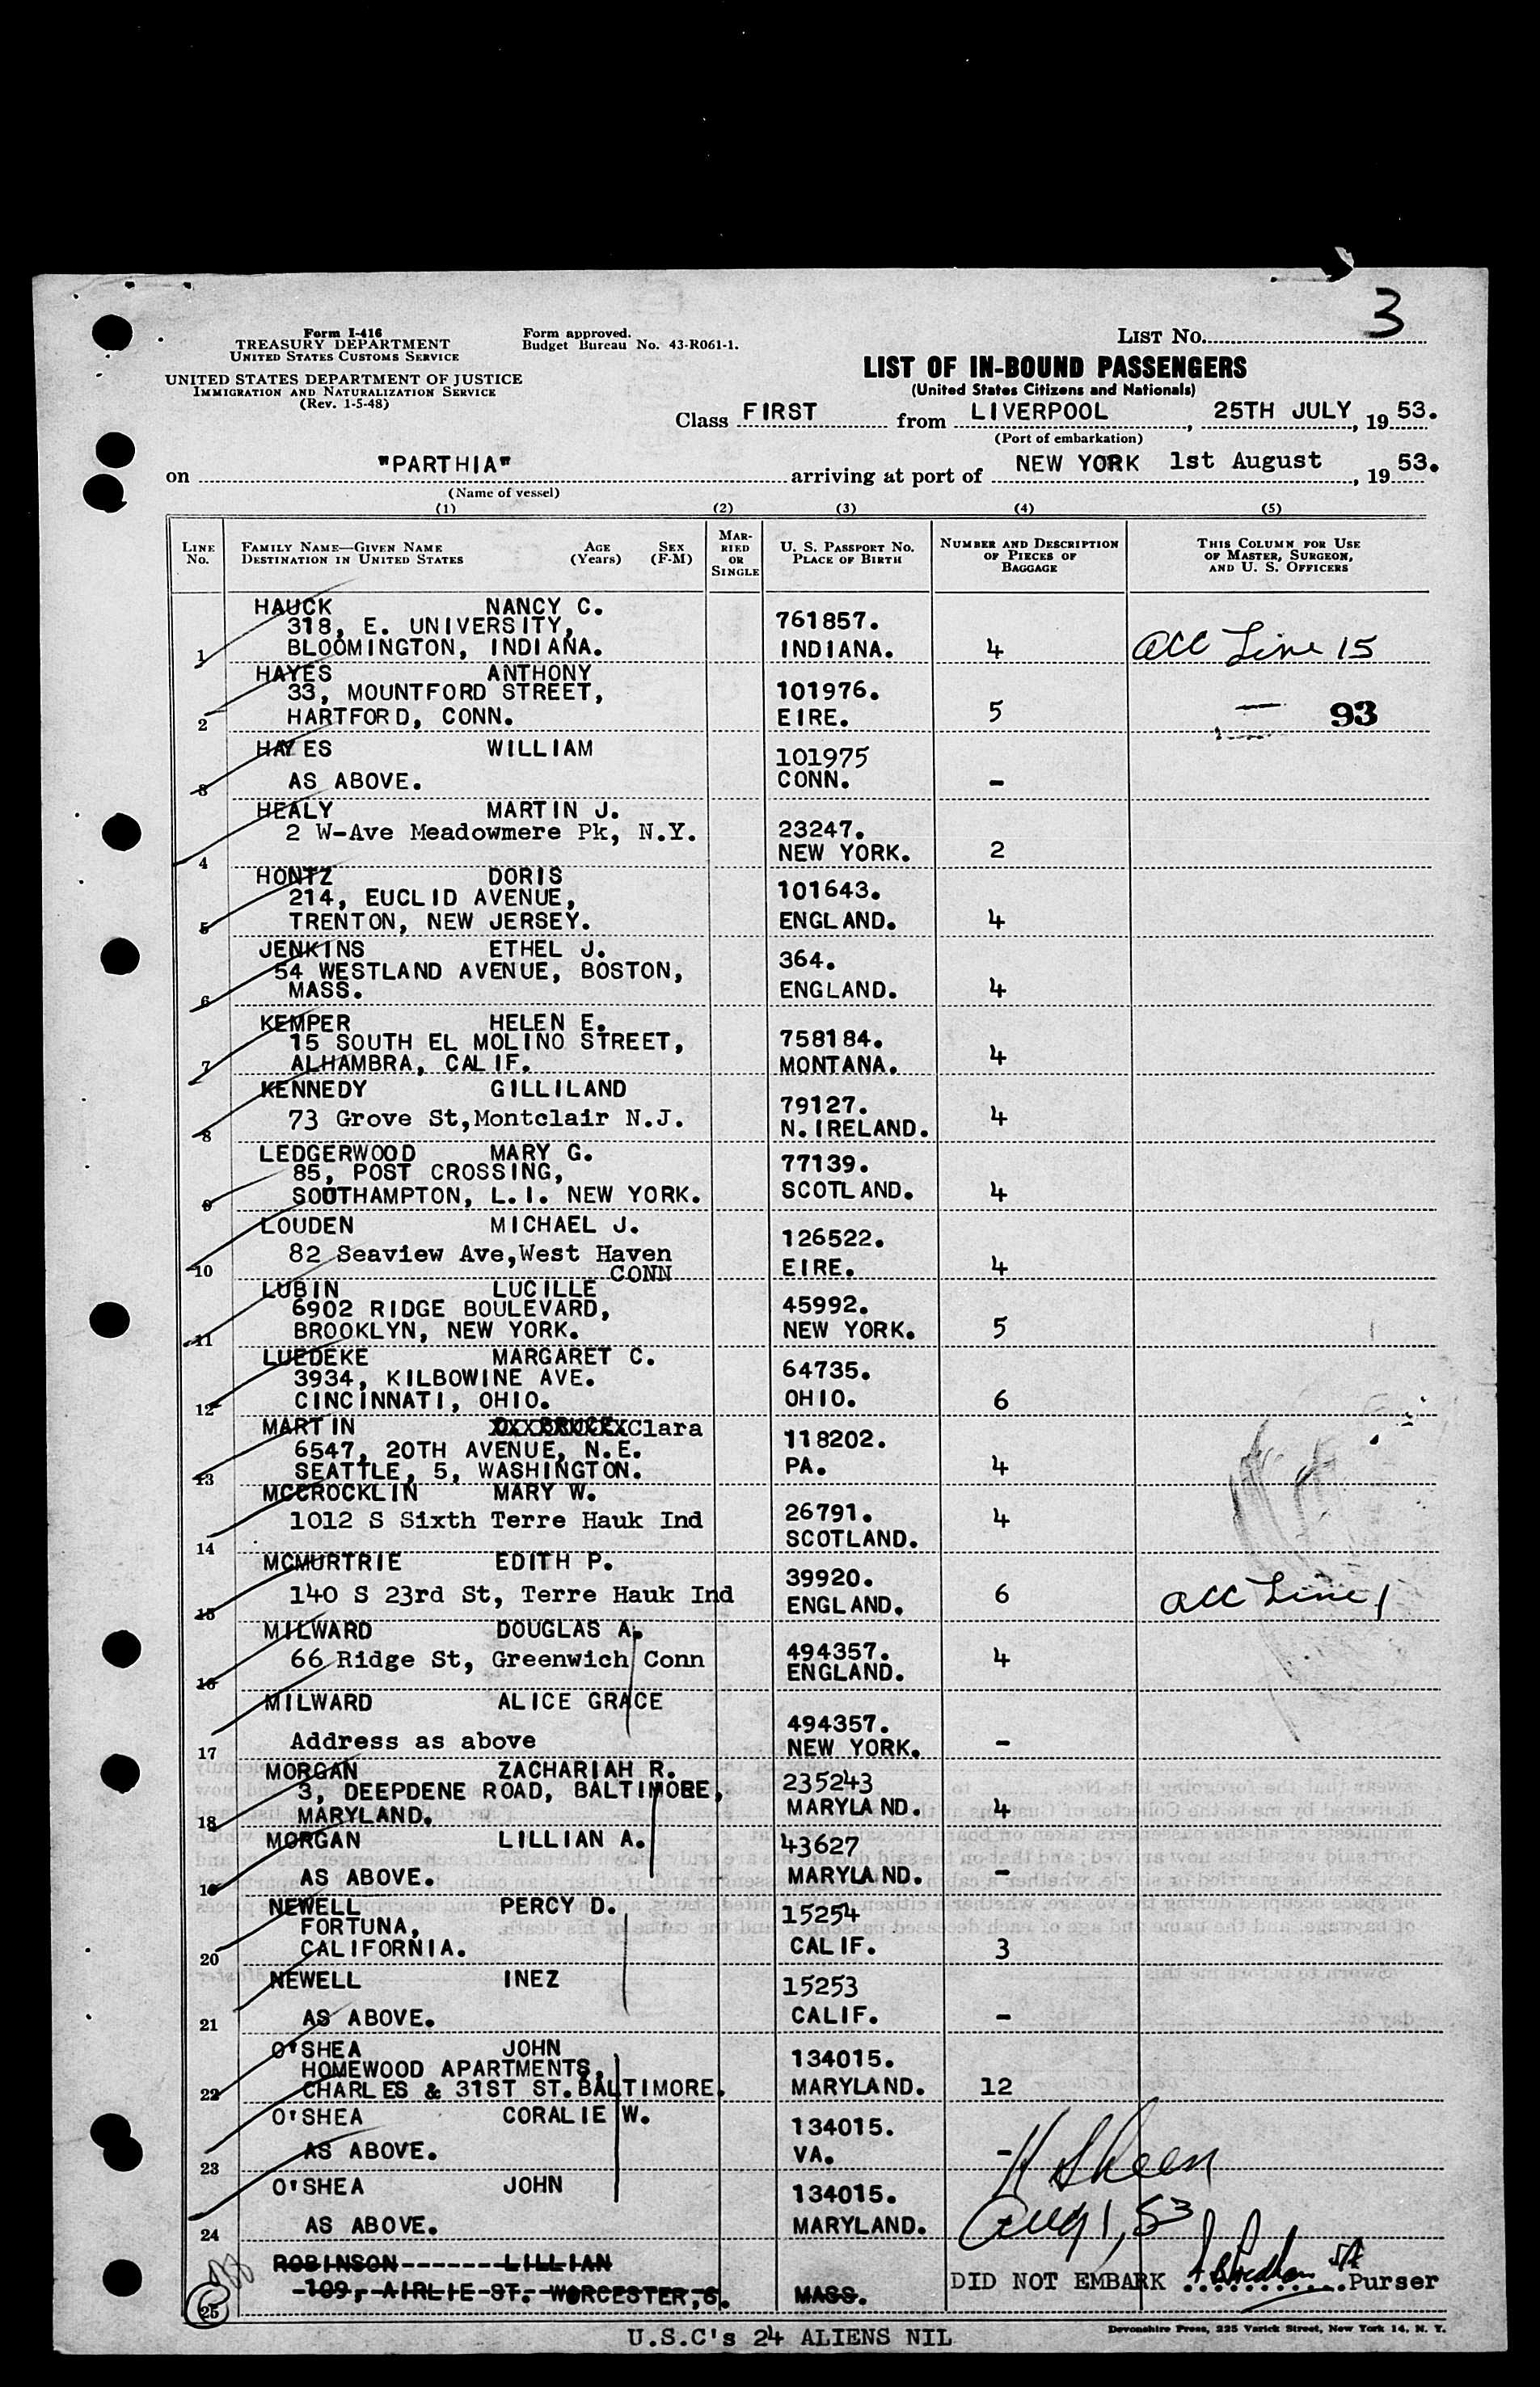 3
Form I-416
TREASURY DEPARTMENT
UNITED STATES CUSTOMS SERVICE
UNITED STATES DEPARTMENT OF JUSTICE
IMMIGRATION AND NATURALIZATION SERVICE
(Rev. 1-5-48)
Form approved.
Budget Bureau No. 43-R061-1.
LIST No.
LIST OF IN-BOUND PASSENGERS
(United States Citizens and Nationals)
Class FIRST from LIVERPOOL, 25TH JULY, 19 53.
(Port of embarkation)
on "PARTHIA" arriving at port of NEW YORK 1st August, 19 53.
(Name of vessel)
(1) (2) (3) (4) (5)
LINE No. FAMILY NAME—GIVEN NAME DESTINATION IN UNITED STATES AGE (Years) SEX (F-M) MARRIED OR SINGLE U. S. PASSPORT NO. PLACE OF BIRTH NUMBER AND DESCRIPTION OF PIECES OF BAGGAGE THIS COLUMN FOR USE OF MASTER, SURGEON, AND U. S. OFFICERS
HAUCK NANCY C.
318, E. UNIVERSITY, 761857.
1 BLOOMINGTON, INDIANA. INDIANA. 4 acc Line 15
HAYES ANTHONY
33, MOUNTFORD STREET, 101976.
2 HARTFORD, CONN. EIRE. 5 — 93
HAYES WILLIAM 101975
3 AS ABOVE. CONN. -
HEALY MARTIN J.
2 W-Ave Meadowmere Pk, N.Y. 23247.
4 NEW YORK. 2
HONTZ DORIS
214, EUCLID AVENUE, 101643.
5 TRENTON, NEW JERSEY. ENGLAND. 4
JENKINS ETHEL J.
54 WESTLAND AVENUE, BOSTON, 364.
6 MASS. ENGLAND. 4
KEMPER HELEN E.
15 SOUTH EL MOLINO STREET, 758184.
7 ALHAMBRA, CALIF. MONTANA. 4
KENNEDY GILLILAND 79127.
8 73 Grove St,Montclair N.J. N.IRELAND. 4
LEDGERWOOD MARY G.
85, POST CROSSING, 77139.
9 SOUTHAMPTON, L.I. NEW YORK. SCOTLAND. 4
LOUDEN MICHAEL J. 126522.
82 Seaview Ave,West Haven
10 CONN EIRE. 4
LUBIN LUCILLE
6902 RIDGE BOULEVARD, 45992.
11 BROOKLYN, NEW YORK. NEW YORK. 5
LUEDEKE MARGARET C.
3934, KILBOWINE AVE. 64735.
12 CINCINNATI, OHIO. OHIO. 6
MARTIN Clara
6547, 20TH AVENUE, N.E. 118202.
13 SEATTLE, 5, WASHINGTON. PA. 4
MCCROCKLIN MARY W.
1012 S Sixth Terre Hauk Ind 26791. 4
14 SCOTLAND.
MCMURTRIE EDITH P. 39920.
15 140 S 23rd St, Terre Hauk Ind ENGLAND. 6 acc Line 1
MILWARD DOUGLAS A.
66 Ridge St, Greenwich Conn 494357. 4
16 ENGLAND.
MILWARD ALICE GRACE 494357.
17 Address as above NEW YORK. -
MORGAN ZACHARIAH R.
3, DEEPDENE ROAD, BALTIMORE, 235243
18 MARYLAND. MARYLAND. 4
MORGAN LILLIAN A. 43627
19 AS ABOVE. MARYLAND. -
NEWELL PERCY D.
FORTUNA, 15254
20 CALIFORNIA. CALIF. 3
NEWELL INEZ 15253
21 AS ABOVE. CALIF. -
O'SHEA JOHN
HOMEWOOD APARTMENTS, 134015.
22 CHARLES & 31ST ST.BALTIMORE. MARYLAND. 12
O'SHEA CORALIE W. 134015.
23 AS ABOVE. VA. -
O'SHEA JOHN 134015.
24 AS ABOVE. MARYLAND. Aug 1, 53
ROBINSON-------LILLIAN
-109, AIRLIE ST. WORCESTER,6. MASS. DID NOT EMBARK Purser
25
U.S.C's 24 ALIENS NIL
Devonshire Press, 225 Varick Street, New York 14, N. Y.